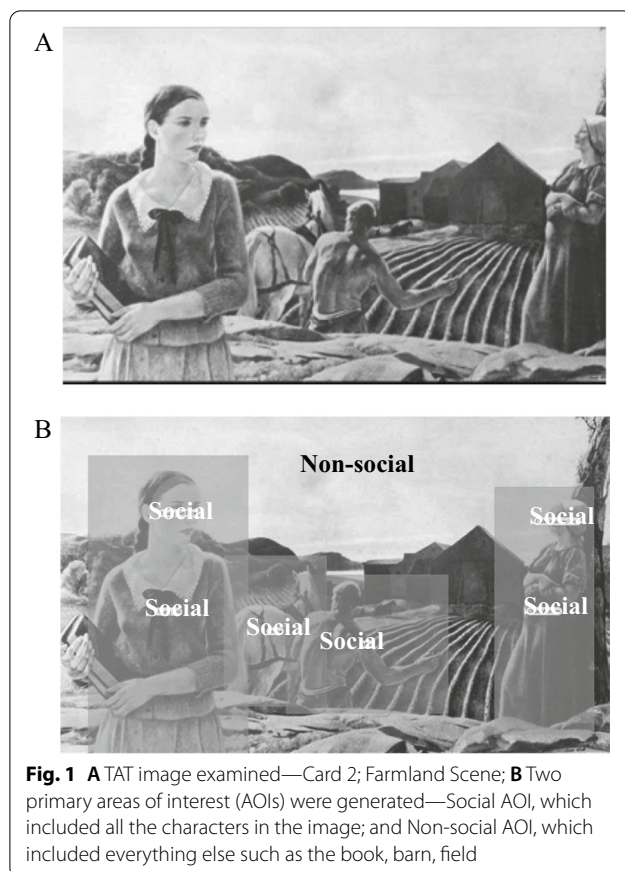 A
B
Non-social
Social
Social
Social
Social
Social
Social
Fig. 1 A TAT image examined—Card 2; Farmland Scene; B Two
primary areas of interest (AOIs) were generated—Social AOI, which
included all the characters in the image; and Non-social AOI, which
included everything else such as the book, barn, field